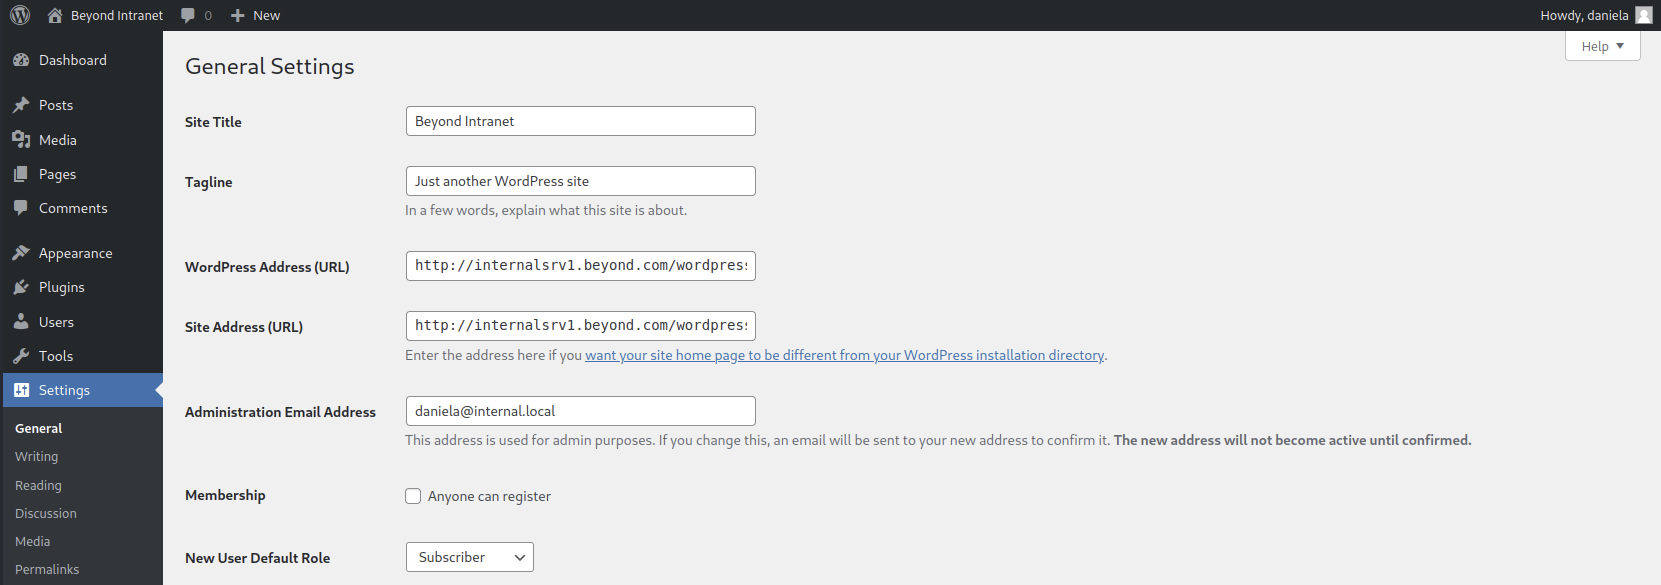 Beyond Intranet 0 New Howdy, daniela
Help
Dashboard
Posts
Media
Pages
Comments
Appearance
Plugins
Users
Tools
Settings
General
Writing
Reading
Discussion
Media
Permalinks
General Settings
Site Title Beyond Intranet
Tagline Just another WordPress site
In a few words, explain what this site is about.
WordPress Address (URL) http://internalsrv1.beyond.com/wordpress
Site Address (URL) http://internalsrv1.beyond.com/wordpress
Enter the address here if you want your site home page to be different from your WordPress installation directory.
Administration Email Address daniela@internal.local
This address is used for admin purposes. If you change this, an email will be sent to your new address to confirm it. The new address will not become active until confirmed.
Membership Anyone can register
New User Default Role Subscriber